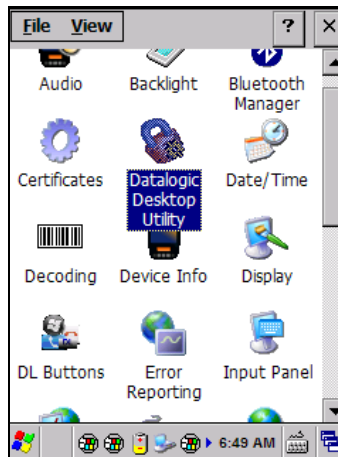 File View ? ×
Audio Backlight Bluetooth
Manager
Certificates Datalogic Date/Time
Desktop
Utility
Decoding Device Info Display
DL Buttons Error Input Panel
Reporting
6:49 AM